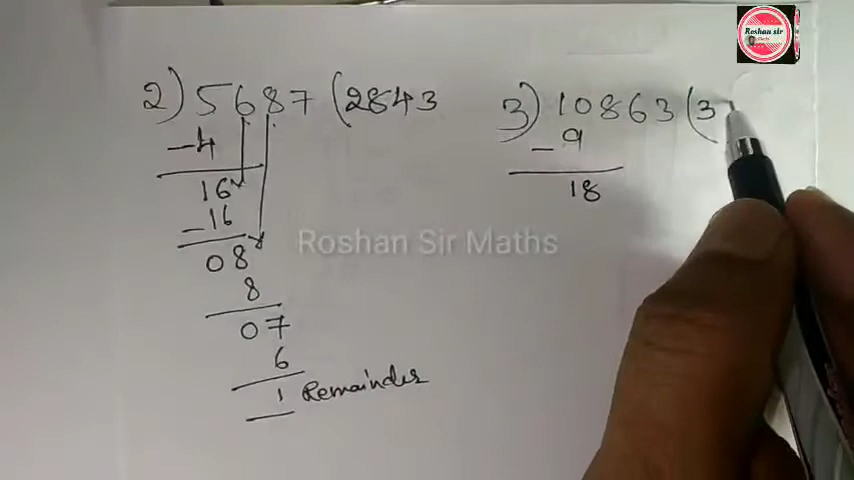 Roshan sir
2) 5687 (2843
-4
16
-16
08
8
07
6
1 Remainder
3) 10863 (3
-9
18
Roshan Sir Maths